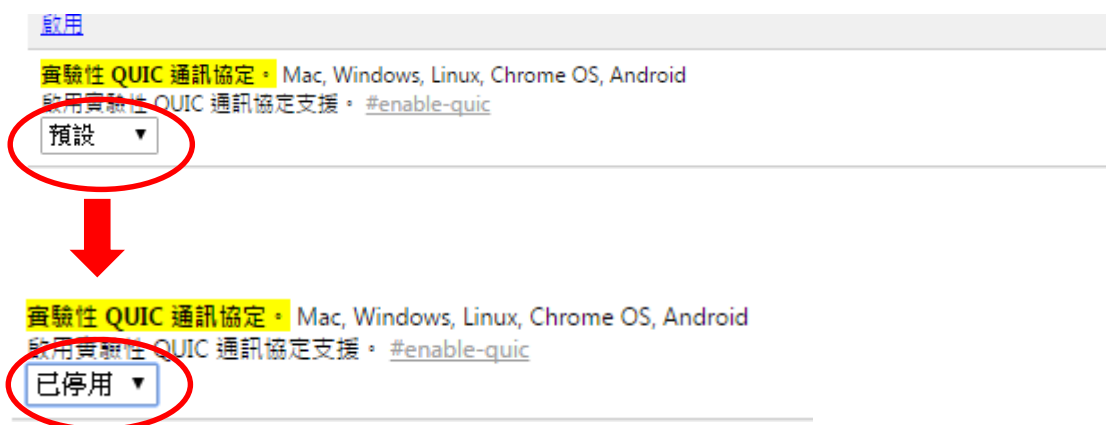 啟用
實驗性 QUIC 通訊協定。 Mac, Windows, Linux, Chrome OS, Android
啟用實驗性 QUIC 通訊協定支援。 #enable-quic
預設 ▼
實驗性 QUIC 通訊協定。 Mac, Windows, Linux, Chrome OS, Android
啟用實驗性 QUIC 通訊協定支援。 #enable-quic
已停用 ▼